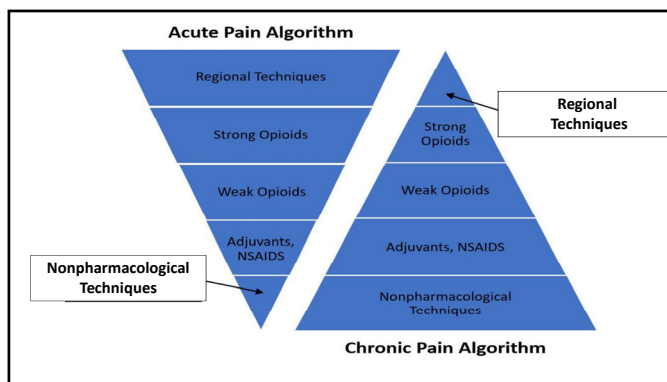 Acute Pain Algorithm
Regional Techniques
Strong Opioids
Weak Opioids
Adjuvants,
NSAIDS
Nonpharmacological
Techniques
Regional
Techniques
Strong
Opioids
Weak Opioids
Adjuvants, NSAIDS
Nonpharmacological
Techniques
Chronic Pain Algorithm